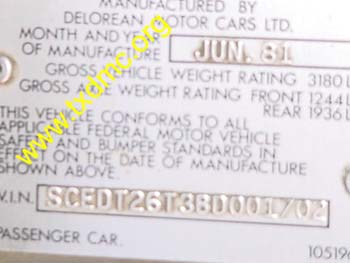 MANUFACTURED BY
DELOREAN MOTOR CARS LTD.
MONTH AND YEAR
OF MANUFACTURE JUN. 81
GROSS VEHICLE WEIGHT RATING 3180 L
GROSS AXLE WEIGHT RATING FRONT 1244 L
REAR 1936 L
THIS VEHICLE CONFORMS TO ALL
APPLICABLE FEDERAL MOTOR VEHICLE
SAFETY AND BUMPER STANDARDS IN
EFFECT ON THE DATE OF MANUFACTURE
SHOWN ABOVE.
V.I.N. SCEDT26T38D001702
PASSENGER CAR. 105196
www.txdmc.org